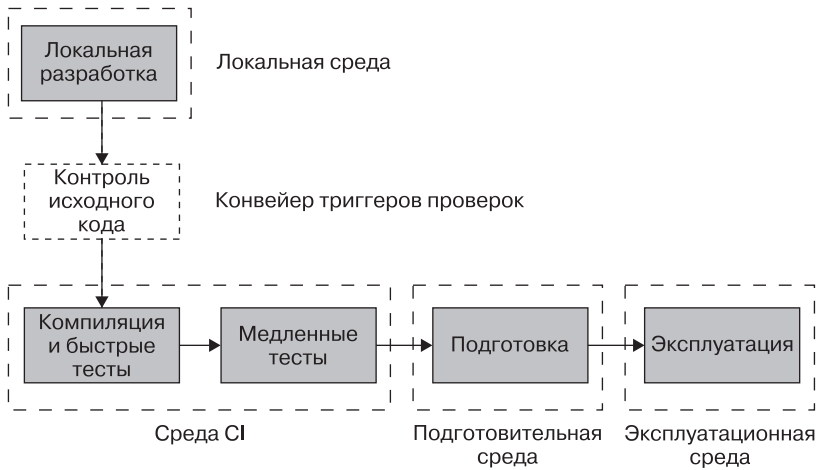 Локальная
разработка
Локальная среда
Контроль
исходного
кода
Конвейер триггеров проверок
Компиляция
и быстрые
тесты
Медленные
тесты
Подготовка
Эксплуатация
Среда CI
Подготовительная
среда
Эксплуатационная
среда